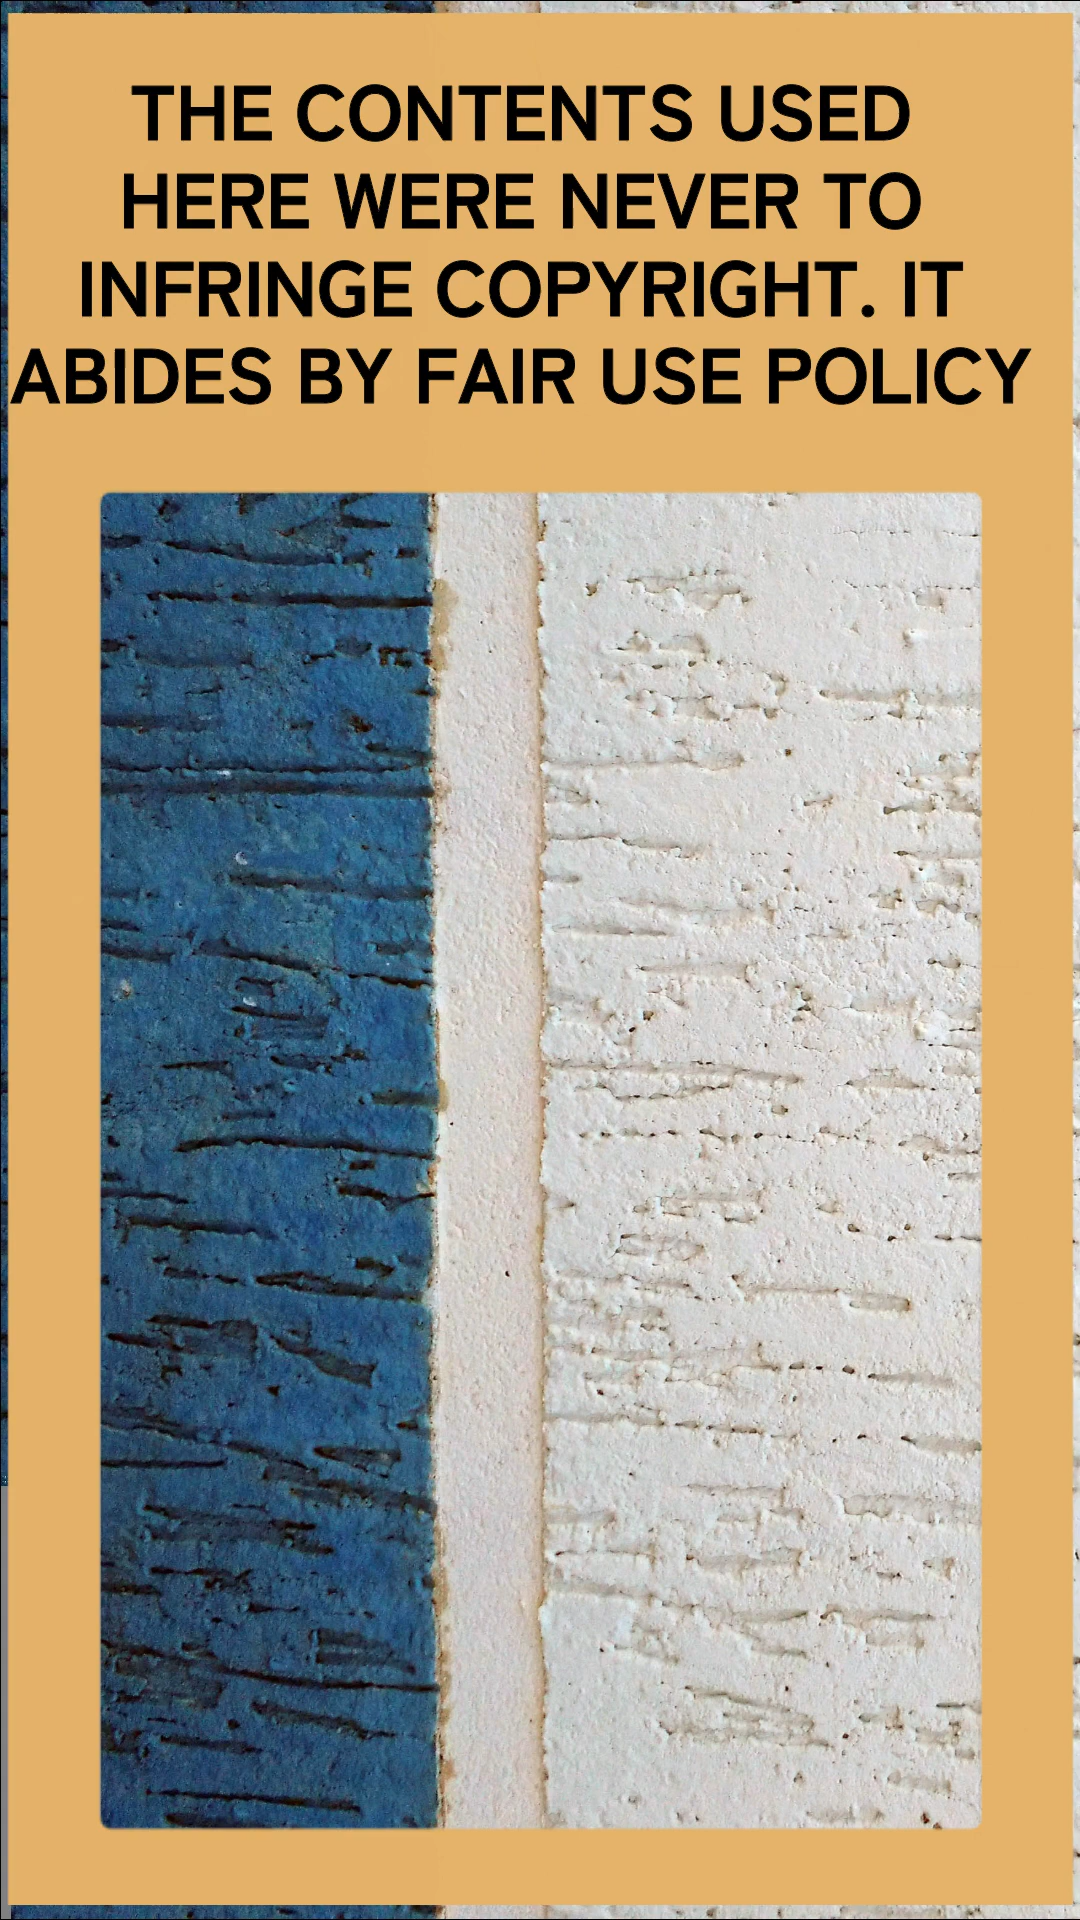 THE CONTENTS USED
HERE WERE NEVER TO
INFRINGE COPYRIGHT. IT
ABIDES BY FAIR USE POLICY